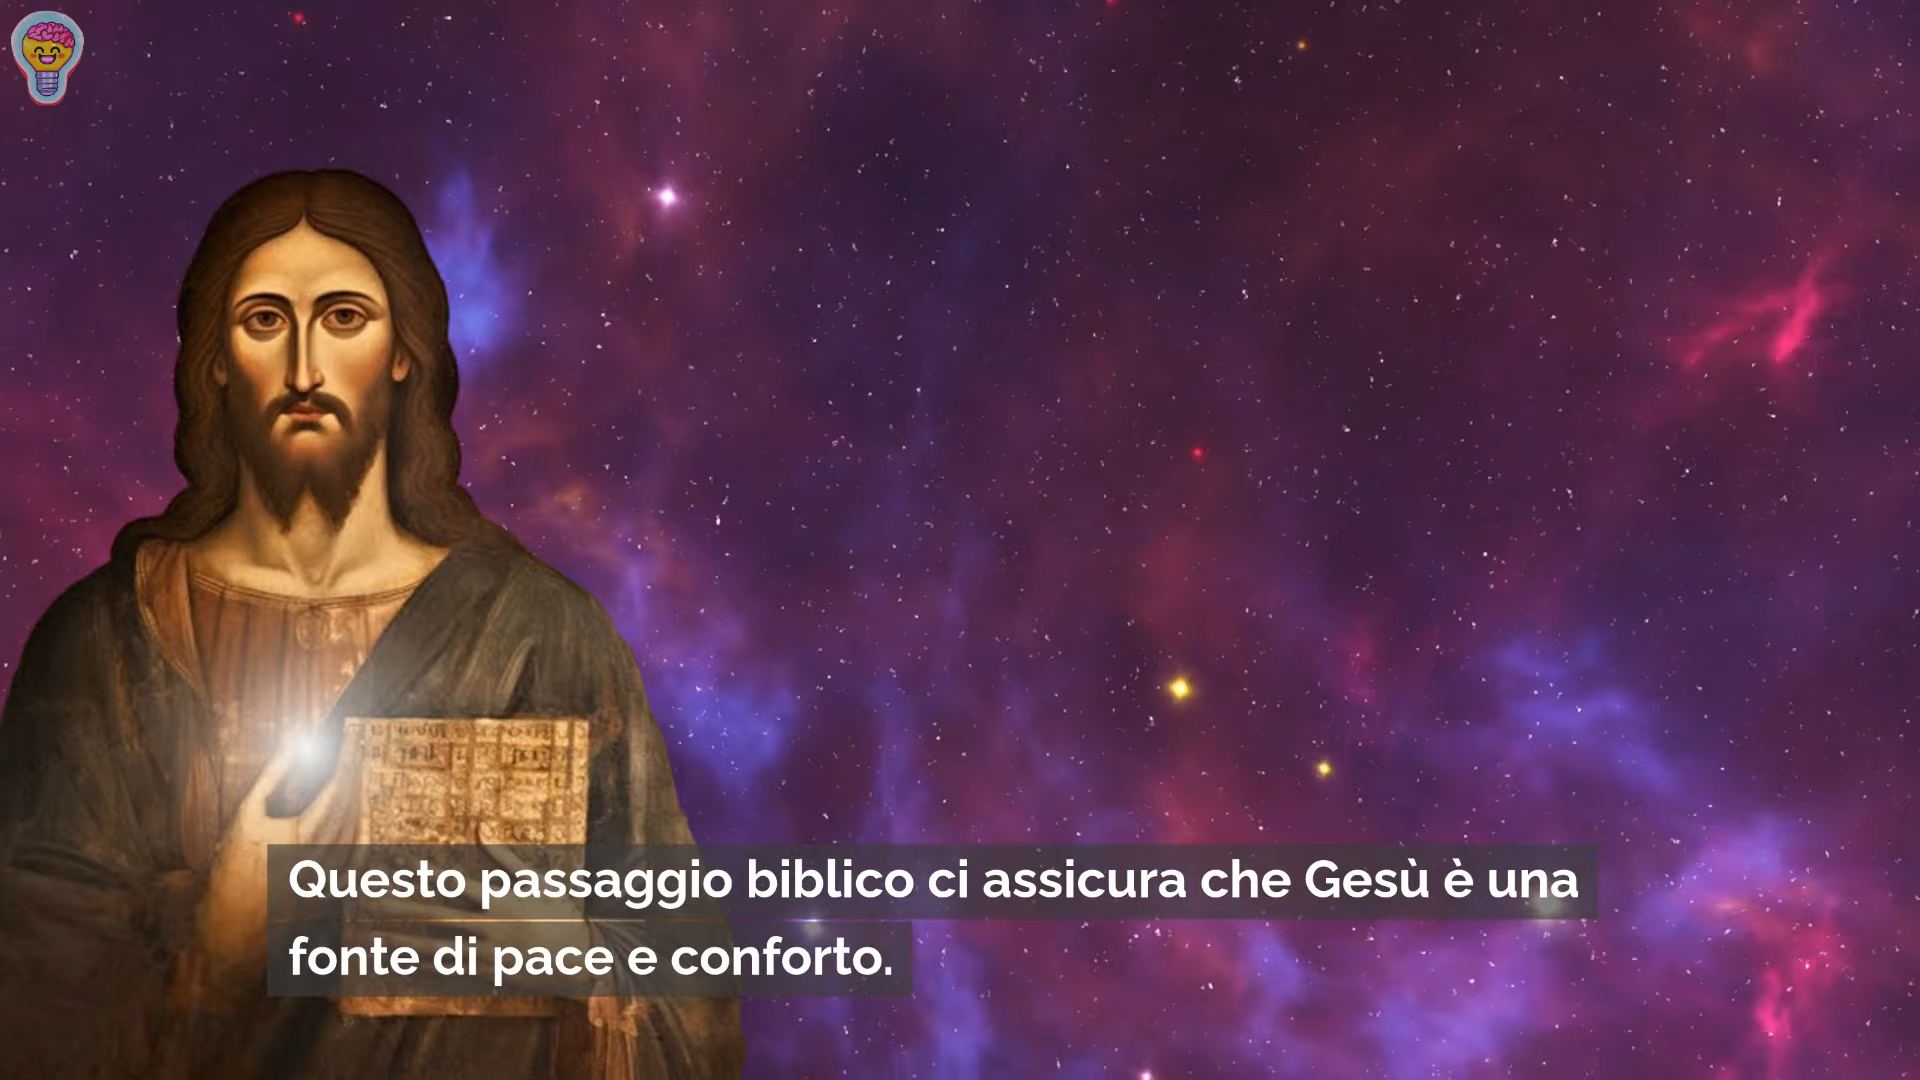 Questo passaggio biblico ci assicura che Gesù è una
fonte di pace e conforto.